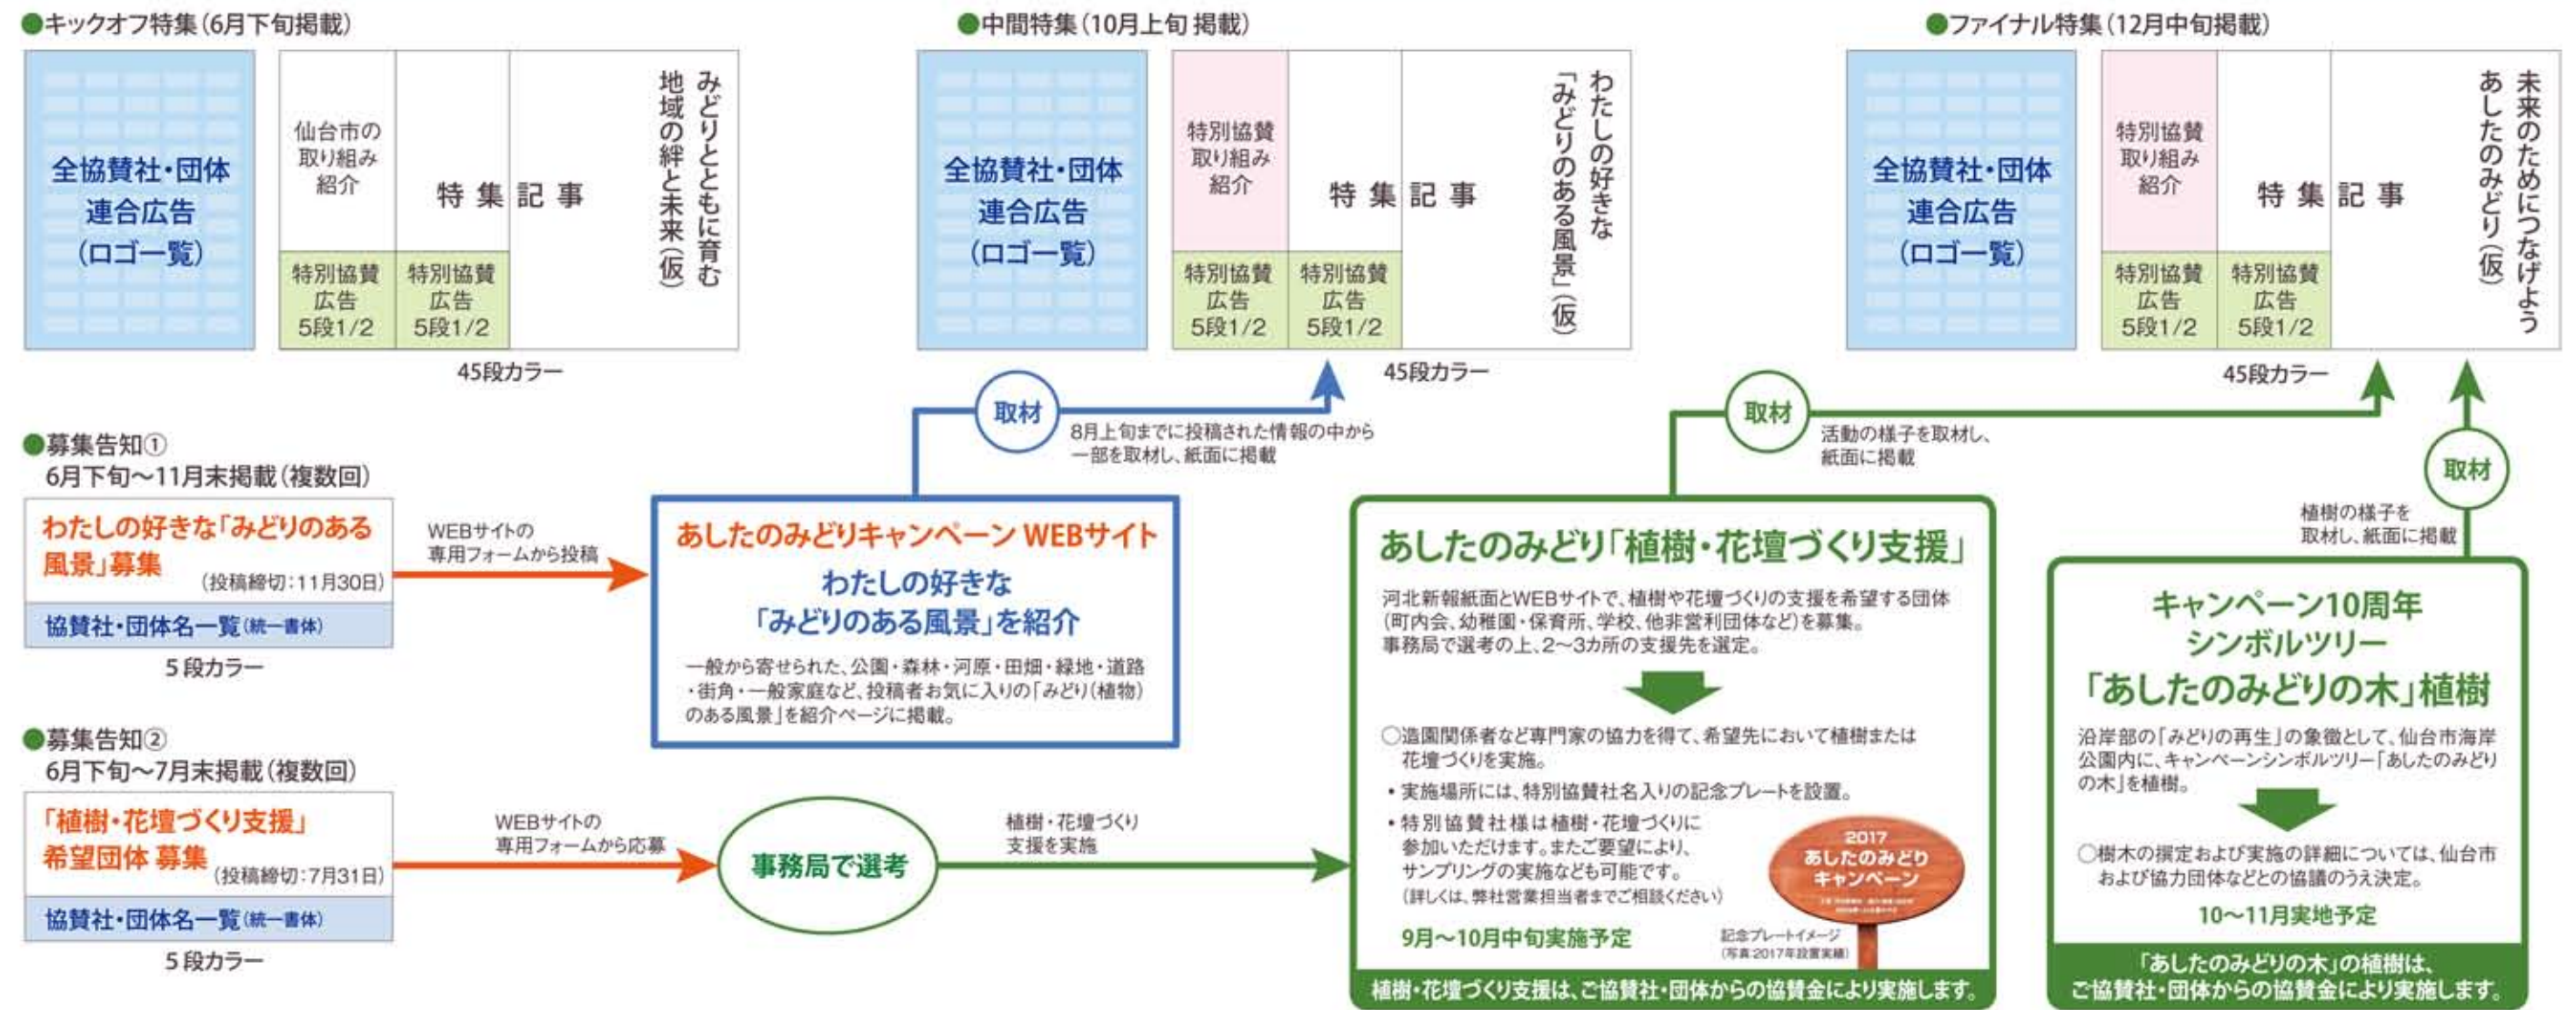 ●キックオフ特集(6月下旬掲載)
全協賛社・団体
連合広告
(ロゴ一覧)
仙台市の
取り組み
紹介
特集記事
みどりとともに育む
地域の絆と未来(仮)
特別協賛
広告
5段1/2
特別協賛
広告
5段1/2
45段カラー
●中間特集(10月上旬 掲載)
全協賛社・団体
連合広告
(ロゴ一覧)
特別協賛
取り組み
紹介
特集記事
わたしの好きな
「みどりのある風景」(仮)
特別協賛
広告
5段1/2
特別協賛
広告
5段1/2
45段カラー
●ファイナル特集(12月中旬掲載)
全協賛社・団体
連合広告
(ロゴ一覧)
特別協賛
取り組み
紹介
特集記事
未来のためにつなげよう
あしたのみどり(仮)
特別協賛
広告
5段1/2
特別協賛
広告
5段1/2
45段カラー
●募集告知①
6月下旬～11月末掲載(複数回)
わたしの好きな「みどりのある
風景」募集
(投稿締切:11月30日)
協賛社・団体名一覧(統一書体)
5段カラー
WEBサイトの
専用フォームから投稿
あしたのみどりキャンペーン WEBサイト
わたしの好きな
「みどりのある風景」を紹介
一般から寄せられた、公園・森林・河原・田畑・緑地・道路
・街角・一般家庭など、投稿者お気に入りの「みどり(植物)
のある風景」を紹介ページに掲載。
取材
8月上旬までに投稿された情報の中から
一部を取材し、紙面に掲載
●募集告知②
6月下旬～7月末掲載(複数回)
「植樹・花壇づくり支援」
希望団体 募集
(投稿締切:7月31日)
協賛社・団体名一覧(統一書体)
5段カラー
WEBサイトの
専用フォームから応募
事務局で選考
植樹・花壇づくり
支援を実施
取材
活動の様子を取材し、
紙面に掲載
あしたのみどり「植樹・花壇づくり支援」
河北新報紙面とWEBサイトで、植樹や花壇づくりの支援を希望する団体
(町内会、幼稚園・保育所、学校、他非営利団体など)を募集。
事務局で選考の上、2～3カ所の支援先を選定。
○造園関係者など専門家の協力を得て、希望先において植樹または
花壇づくりを実施。
・実施場所には、特別協賛社名入りの記念プレートを設置。
・特別協賛社様は植樹・花壇づくりに
参加いただけます。またご要望により、
サンプリングの実施なども可能です。
(詳しくは、弊社営業担当者までご相談ください)
9月～10月中旬実施予定
2017
あしたのみどり
キャンペーン
記念プレートイメージ
(写真:2017年設置実績)
植樹・花壇づくり支援は、ご協賛社・団体からの協賛金により実施します。
取材
植樹の様子を
取材し、紙面に掲載
キャンペーン10周年
シンボルツリー
「あしたのみどりの木」植樹
沿岸部の「みどりの再生」の象徴として、仙台市海岸
公園内に、キャンペーンシンボルツリー「あしたのみどり
の木」を植樹。
○樹木の撰定および実施の詳細については、仙台市
および協力団体などとの協議のうえ決定。
10～11月実地予定
「あしたのみどりの木」の植樹は、
ご協賛社・団体からの協賛金により実施します。